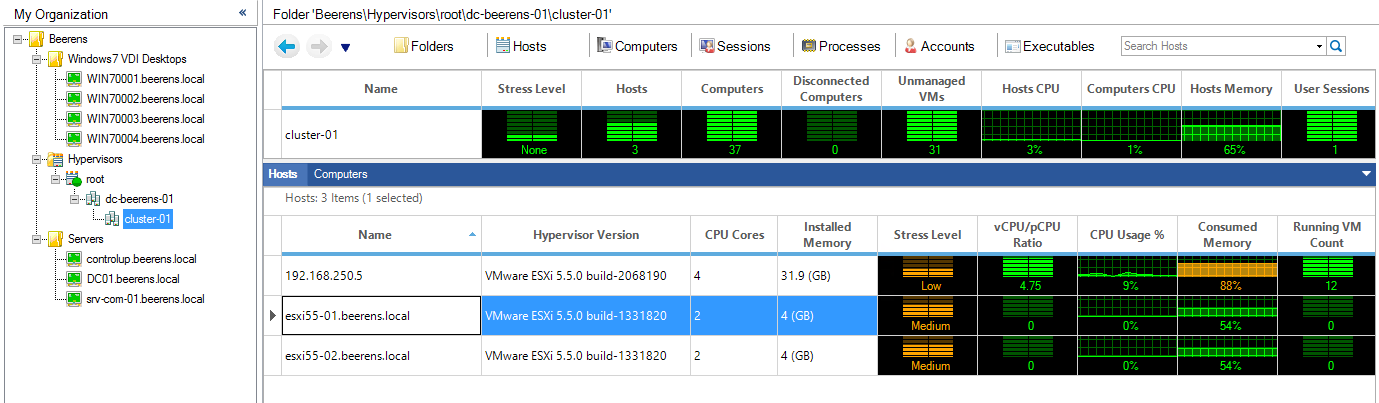 My Organization «
Beerens
Windows7 VDI Desktops
WIN70001.beerens.local
WIN70002.beerens.local
WIN70003.beerens.local
WIN70004.beerens.local
Hypervisors
root
dc-beerens-01
cluster-01
Servers
controlup.beerens.local
DC01.beerens.local
srv-com-01.beerens.local
Folder 'Beerens\Hypervisors\root\dc-beerens-01\cluster-01'
Folders Hosts Computers Sessions Processes Accounts Executables Search Hosts
Name Stress Level Hosts Computers Disconnected Computers Unmanaged VMs Hosts CPU Computers CPU Hosts Memory User Sessions
cluster-01 None 3 37 0 31 3% 1% 65% 1
Hosts Computers
Hosts: 3 Items (1 selected)
Name Hypervisor Version CPU Cores Installed Memory Stress Level vCPU/pCPU Ratio CPU Usage % Consumed Memory Running VM Count
192.168.250.5 VMware ESXi 5.5.0 build-2068190 4 31.9 (GB) Low 4.75 9% 88% 12
esxi55-01.beerens.local VMware ESXi 5.5.0 build-1331820 2 4 (GB) Medium 0 0% 54% 0
esxi55-02.beerens.local VMware ESXi 5.5.0 build-1331820 2 4 (GB) Medium 0 0% 54% 0